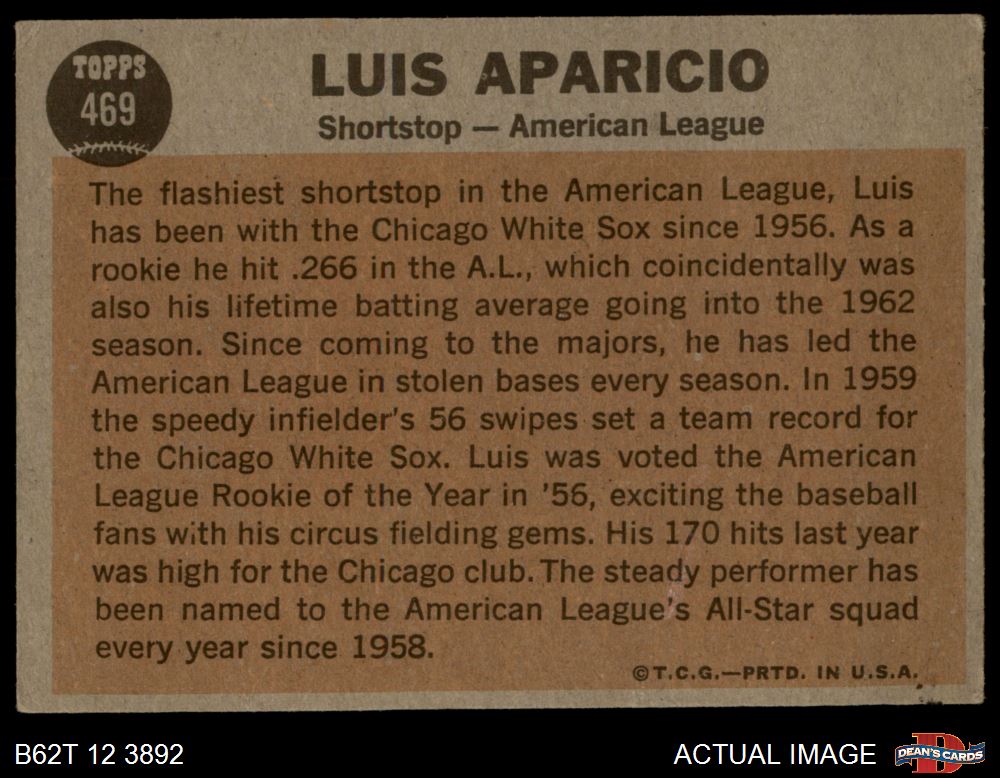 TOPPS
469
LUIS APARICIO
Shortstop — American League
The flashiest shortstop in the American League, Luis
has been with the Chicago White Sox since 1956. As a
rookie he hit .266 in the A.L., which coincidentally was
also his lifetime batting average going into the 1962
season. Since coming to the majors, he has led the
American League in stolen bases every season. In 1959
the speedy infielder's 56 swipes set a team record for
the Chicago White Sox. Luis was voted the American
League Rookie of the Year in '56, exciting the baseball
fans with his circus fielding gems. His 170 hits last year
was high for the Chicago club. The steady performer has
been named to the American League's All-Star squad
every year since 1958.
©T.C.G.—PRTD. IN U.S.A.
B62T 12 3892
ACTUAL IMAGE
DEAN'S CARDS